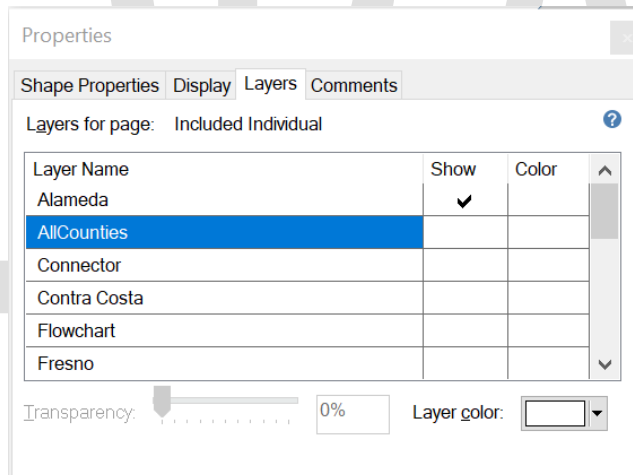 Properties
Shape Properties Display Layers Comments
Layers for page: Included Individual
Layer Name Show Color
Alameda
AllCounties
Connector
Contra Costa
Flowchart
Fresno
Transparency: 0% Layer color: